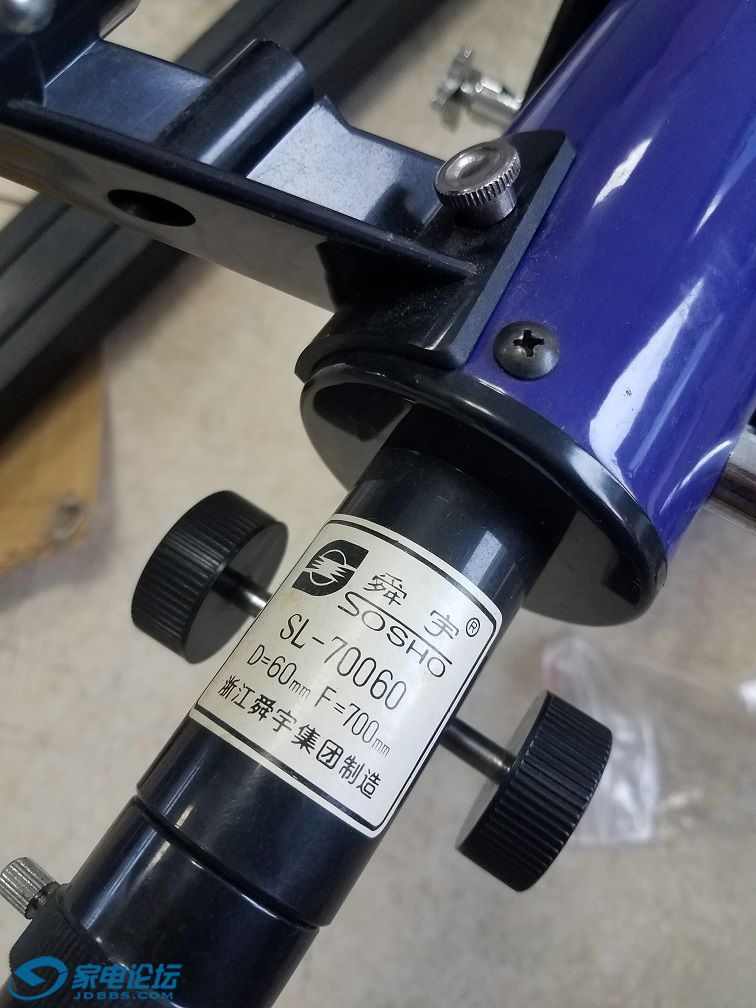 舜宇®
SOSHO
SL-70060
D=60mm F=700mm
浙江舜宇集团制造
家电论坛
JDBBS.COM